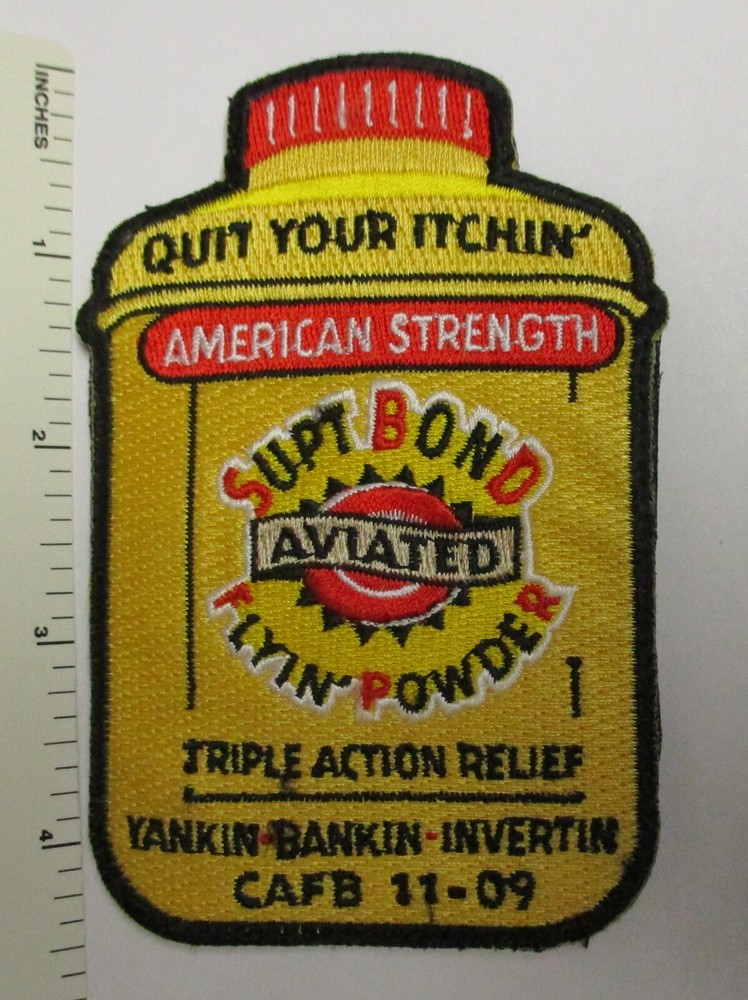 INCHES
1
2
3
4
QUIT YOUR ITCHIN'
AMERICAN STRENGTH
SUPT BOND
AVIATED
FLYIN' POWDER
TRIPLE ACTION RELIEF
YANKIN-BANKIN-INVERTIN
CAFB 11-09